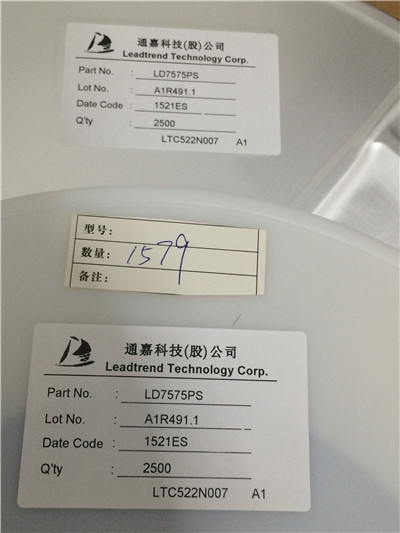 通嘉科技(股)公司
Leadtrend Technology Corp.
Part No. : LD7575PS
Lot No. : A1R491.1
Date Code : 1521ES
Q'ty : 2500
LTC522N007 A1
型号:
数量: 1579
备注:
通嘉科技(股)公司
Leadtrend Technology Corp.
Part No. : LD7575PS
Lot No. : A1R491.1
Date Code : 1521ES
Q'ty : 2500
LTC522N007 A1